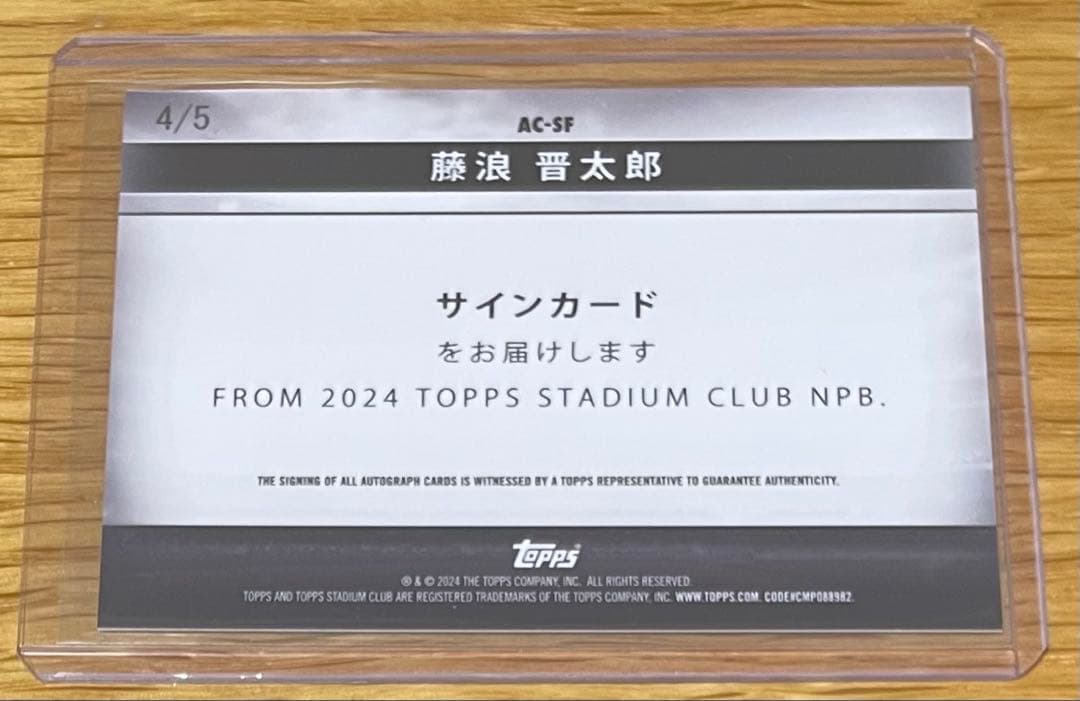 4/5
AC-SF
藤浪 晋太郎
サインカード
をお届けします
FROM 2024 TOPPS STADIUM CLUB NPB.
THE SIGNING OF ALL AUTOGRAPH CARDS IS WITNESSED BY A TOPPS REPRESENTATIVE TO GUARANTEE AUTHENTICITY.
topps
® & © 2024 THE TOPPS COMPANY, INC. ALL RIGHTS RESERVED.
TOPPS AND TOPPS STADIUM CLUB ARE REGISTERED TRADEMARKS OF THE TOPPS COMPANY, INC. WWW.TOPPS.COM. CODE#CMP088982.